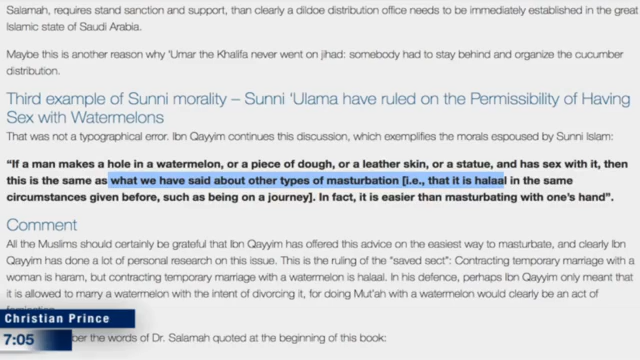 Salamah, requires stand sanction and support, than clearly a dildoe distribution office needs to be immediately established in the great
Islamic state of Saudi Arabia.
Maybe this is another reason why 'Umar the Khalifa never went on jihad: somebody had to stay behind and organize the cucumber
distribution.
Third example of Sunni morality – Sunni 'Ulama have ruled on the Permissibility of Having
Sex with Watermelons
That was not a typographical error. Ibn Qayyim continues this discussion, which exemplifies the morals espoused by Sunni Islam:
“If a man makes a hole in a watermelon, or a piece of dough, or a leather skin, or a statue, and has sex with it, then
this is the same as what we have said about other types of masturbation [i.e., that it is halaal in the same
circumstances given before, such as being on a journey]. In fact, it is easier than masturbating with one's hand”.
Comment
All the Muslims should certainly be grateful that Ibn Qayyim has offered this advice on the easiest way to masturbate, and clearly Ibn
Qayyim has done a lot of personal research on this issue. This is the ruling of the “saved sect”: Contracting temporary marriage with a
woman is haram, but contracting temporary marriage with a watermelon is halaal. In his defence, perhaps Ibn Qayyim only meant that
it is allowed to marry a watermelon with the intent of divorcing it, for doing Mut'ah with a watermelon would clearly be an act of
Christian Prince
7:05
ber the words of Dr. Salamah quoted at the beginning of this book: